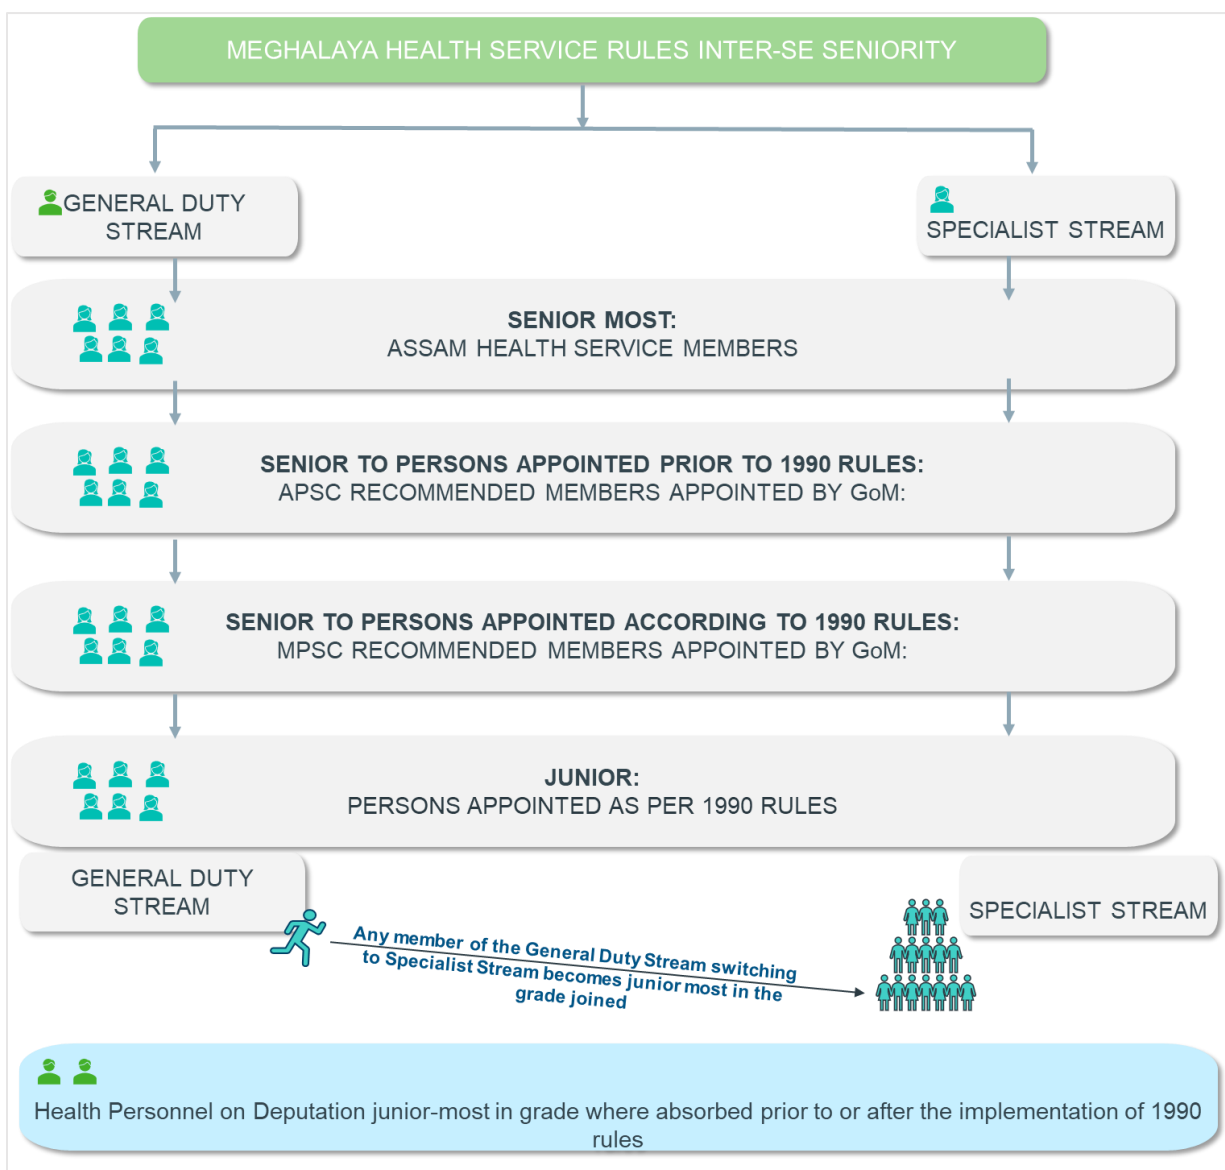 MEGHALAYA HEALTH SERVICE RULES INTER-SE SENIORITY
GENERAL DUTY
STREAM
SPECIALIST STREAM
SENIOR MOST:
ASSAM HEALTH SERVICE MEMBERS
SENIOR TO PERSONS APPOINTED PRIOR TO 1990 RULES:
APSC RECOMMENDED MEMBERS APPOINTED BY GoM:
SENIOR TO PERSONS APPOINTED ACCORDING TO 1990 RULES:
MPSC RECOMMENDED MEMBERS APPOINTED BY GoM:
JUNIOR:
PERSONS APPOINTED AS PER 1990 RULES
GENERAL DUTY
STREAM
SPECIALIST STREAM
Any member of the General Duty Stream switching
to Specialist Stream becomes junior most in the
grade joined
Health Personnel on Deputation junior-most in grade where absorbed prior to or after the implementation of 1990
rules